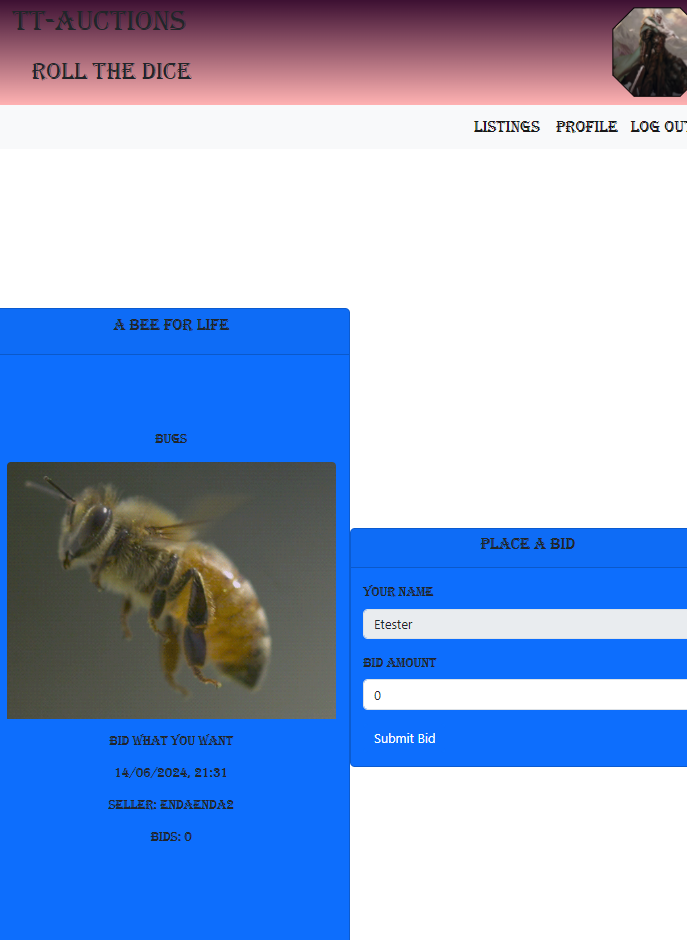 TT-AUCTIONS
ROLL THE DICE
LISTINGS PROFILE LOG OUT
A BEE FOR LIFE
BUGS
BID WHAT YOU WANT
14/06/2024, 21:31
SELLER: ENDAENDA2
BIDS: 0
PLACE A BID
YOUR NAME
Etester
BID AMOUNT
0
Submit Bid